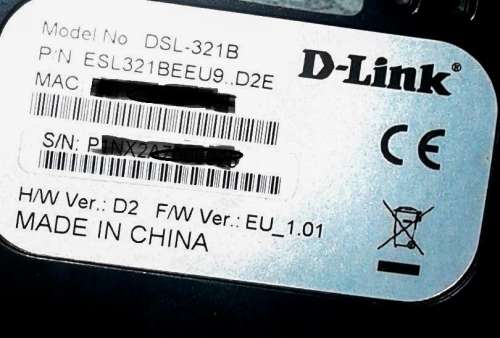 Model No DSL-321B
P/N ESL321BEEU9..D2E
D-Link®
MAC
CE
S/N:
H/W Ver.: D2 F/W Ver.: EU_1.01
MADE IN CHINA